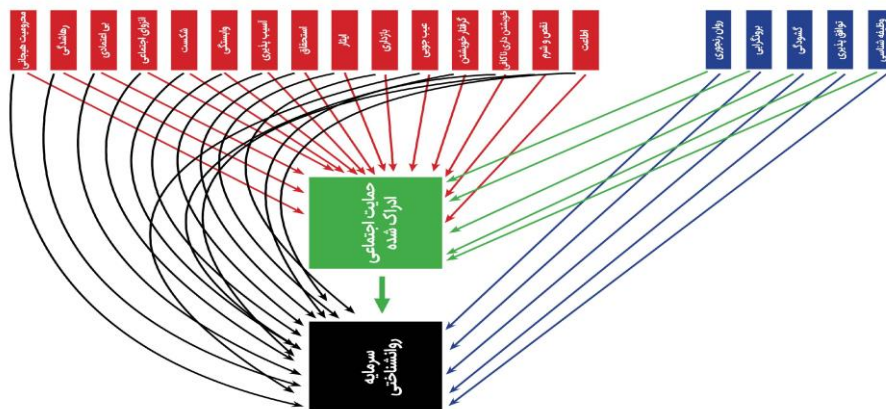 محرومیت هیجانی
رهاشدگی
بی اعتمادی
انزوای اجتماعی
شکست
وابستگی
آسیب پذیری
استحقاق
ایثار
بازداری
عیب جویی
گرفتار خویشتن
خویشتن داری ناکافی
نقص و شرم
اطاعت
روان رنجوری
برونگرایی
گشودگی
توافق پذیری
وظیفه شناسی
حمایت اجتماعی
ادراک شده
سرمایه
روانشناختی